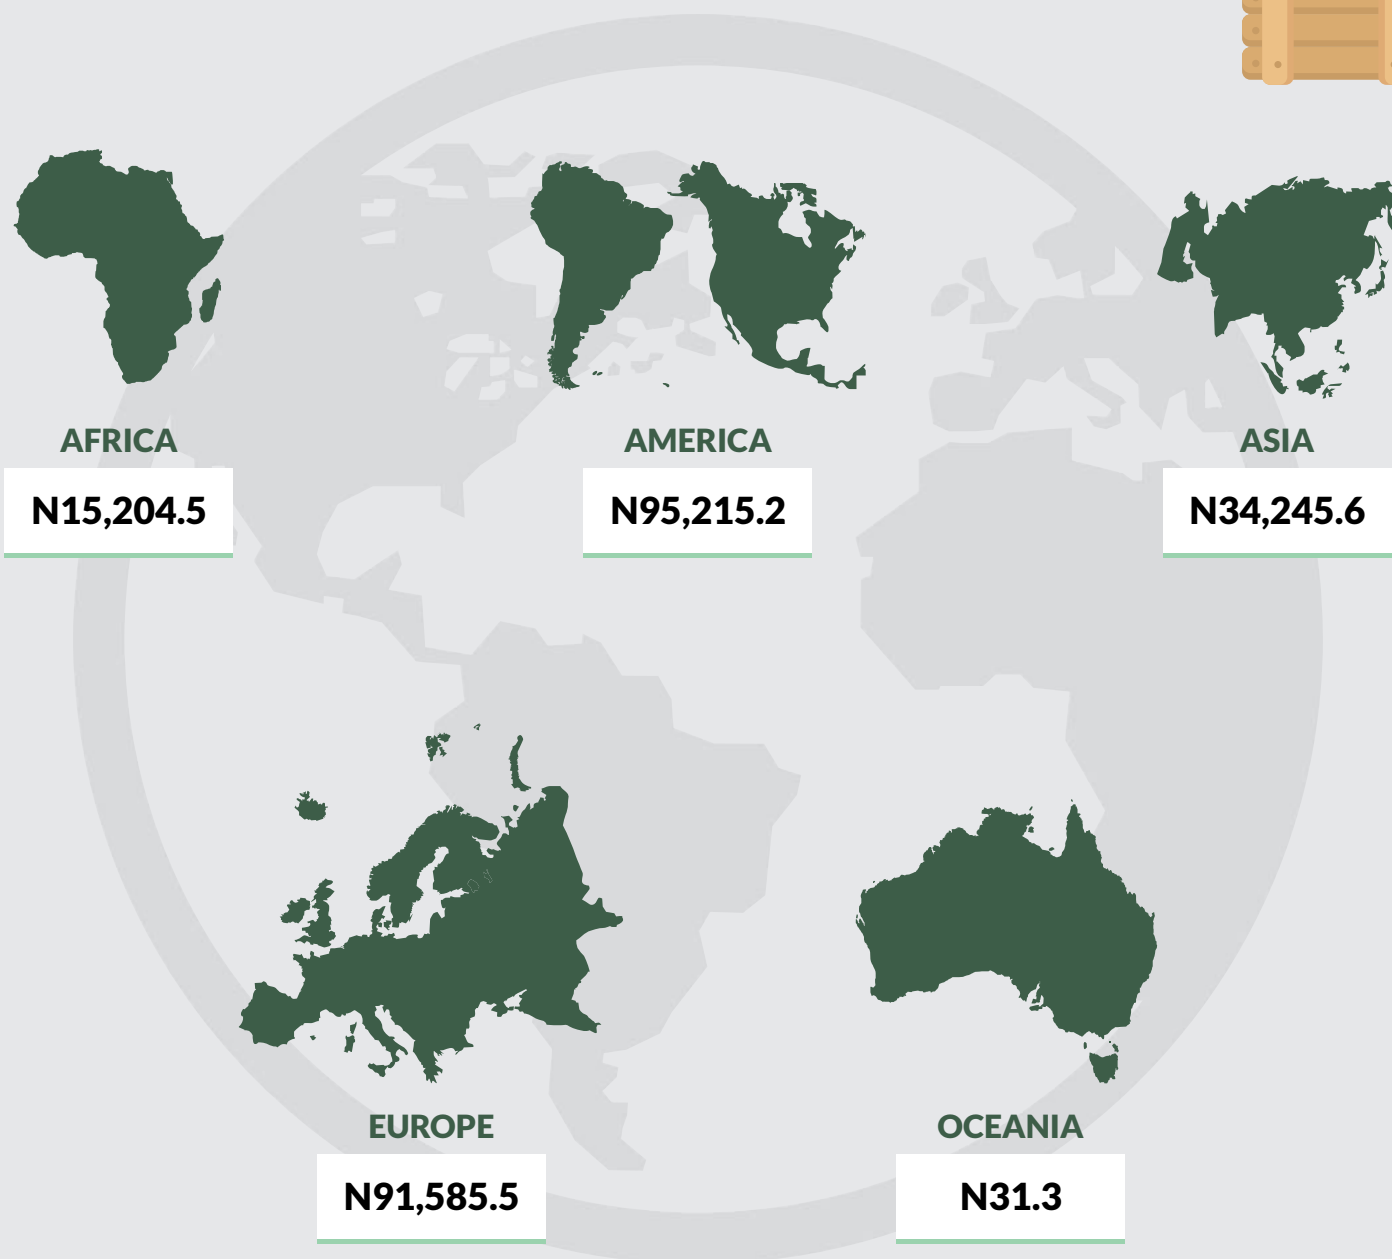 AFRICA
N15,204.5
AMERICA
N95,215.2
ASIA
N34,245.6
EUROPE
N91,585.5
OCEANIA
N31.3